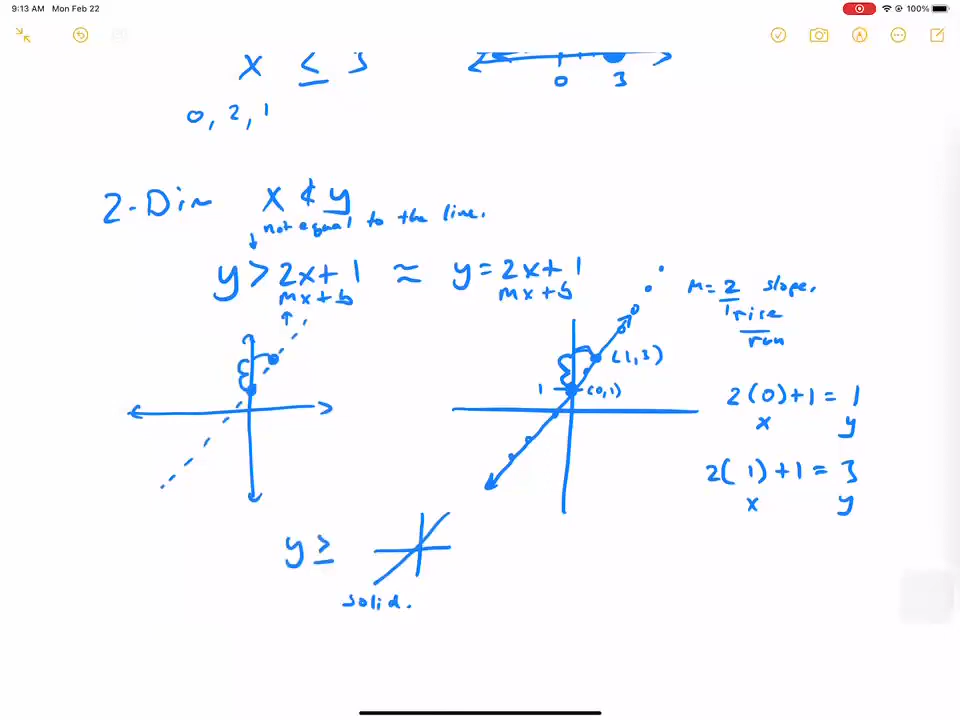 9:13 AM Mon Feb 22
100%
x ≤ 3
0 3
0, 2, 1
2-Dim x & y
not equal to the line.
y > 2x+1 ≈ y = 2x+1
mx+b mx+b
m = 2/1 slope.
rise
run
(1,3)
1 (0,1)
2(0)+1 = 1
x y
2(1)+1 = 3
x y
y ≥
solid.